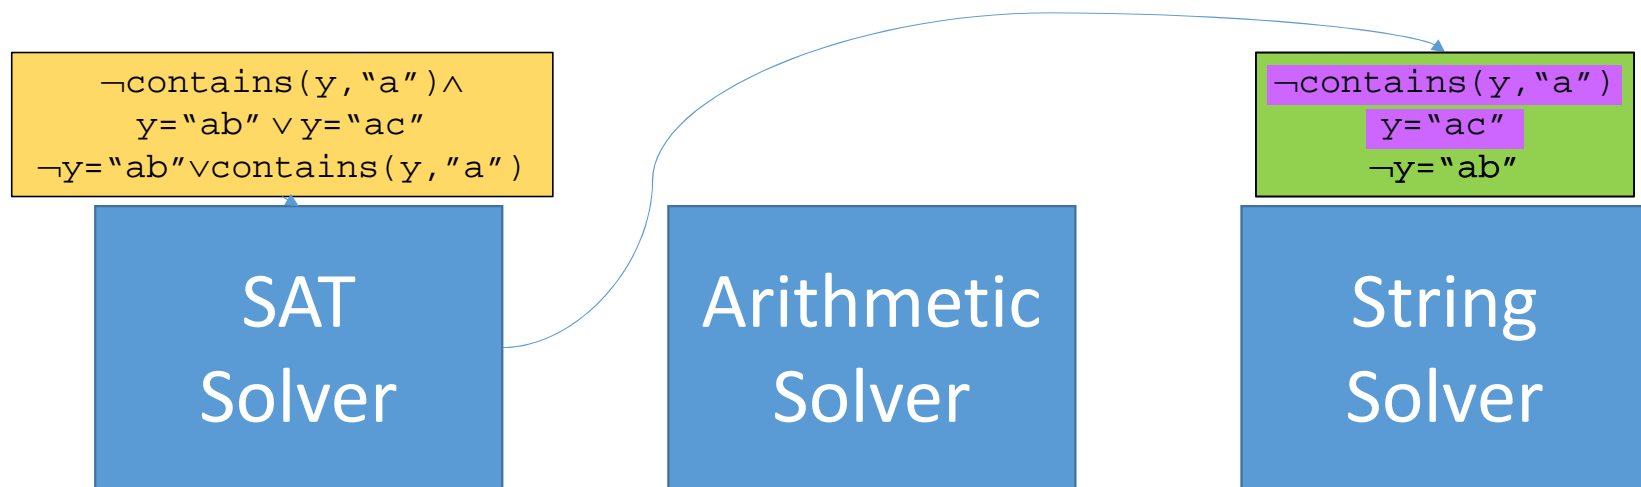 ¬contains(y,“a”)∧
y=“ab” ∨ y=“ac”
¬y=“ab”∨contains(y,”a”)
¬contains(y,“a”)
y=“ac”
¬y=“ab”
SAT
Solver
Arithmetic
Solver
String
Solver